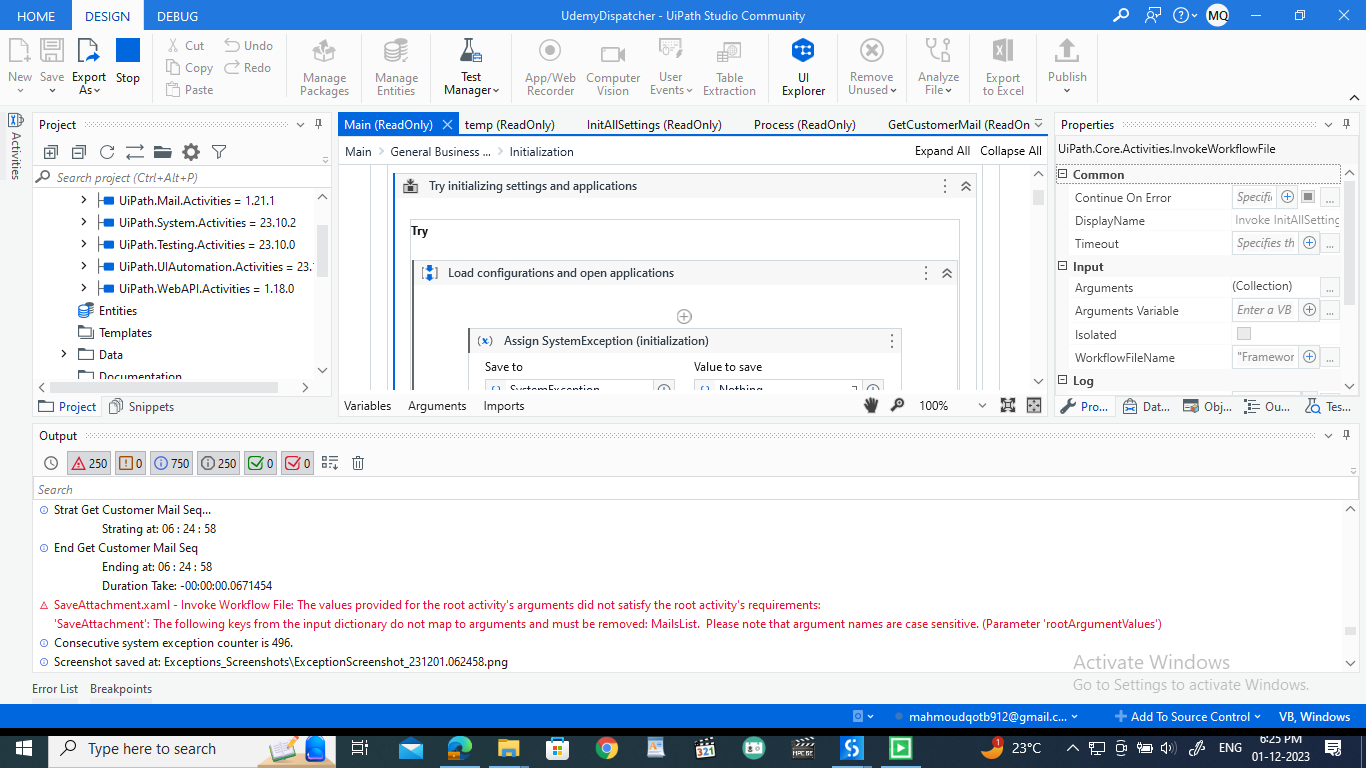 HOME DESIGN DEBUG UdemyDispatcher - UiPath Studio Community MQ
New Save Export As Stop Cut Copy Paste Undo Redo Manage Packages Manage Entities Test Manager App/Web Recorder Computer Vision User Events Table Extraction UI Explorer Remove Unused Analyze File Export to Excel Publish
Activities
Project
Search project (Ctrl+Alt+P)
UiPath.Mail.Activities = 1.21.1
UiPath.System.Activities = 23.10.2
UiPath.Testing.Activities = 23.10.0
UiPath.UIAutomation.Activities = 23.
UiPath.WebAPI.Activities = 1.18.0
Entities
Templates
Data
Documentation
Project Snippets
Main (ReadOnly) temp (ReadOnly) InitAllSettings (ReadOnly) Process (ReadOnly) GetCustomerMail (ReadOn
Main General Business ... Initialization Expand All Collapse All
Try initializing settings and applications
Try
Load configurations and open applications
Assign SystemException (initialization)
Save to Value to save
SystemException Nothing
Variables Arguments Imports 100%
Properties
UiPath.Core.Activities.InvokeWorkflowFile
Common
Continue On Error Specifi ...
DisplayName Invoke InitAllSetting
Timeout Specifies th ...
Input
Arguments (Collection) ...
Arguments Variable Enter a VB ...
Isolated
WorkflowFileName "Framewor ...
Log
Pro... Dat... Obj... Ou... Tes...
Output
250 0 750 250 0 0
Search
Strat Get Customer Mail Seq...
Strating at: 06 : 24 : 58
End Get Customer Mail Seq
Ending at: 06 : 24 : 58
Duration Take: -00:00:00.0671454
SaveAttachment.xaml - Invoke Workflow File: The values provided for the root activity's arguments did not satisfy the root activity's requirements:
'SaveAttachment': The following keys from the input dictionary do not map to arguments and must be removed: MailsList.  Please note that argument names are case sensitive. (Parameter 'rootArgumentValues')
Consecutive system exception counter is 496.
Screenshot saved at: Exceptions_Screenshots\ExceptionScreenshot_231201.062458.png
Activate Windows
Go to Settings to activate Windows.
Error List Breakpoints
mahmoudqotb912@gmail.c... Add To Source Control VB, Windows
Type here to search 321 1 23°C ENG 6:25 PM
01-12-2023